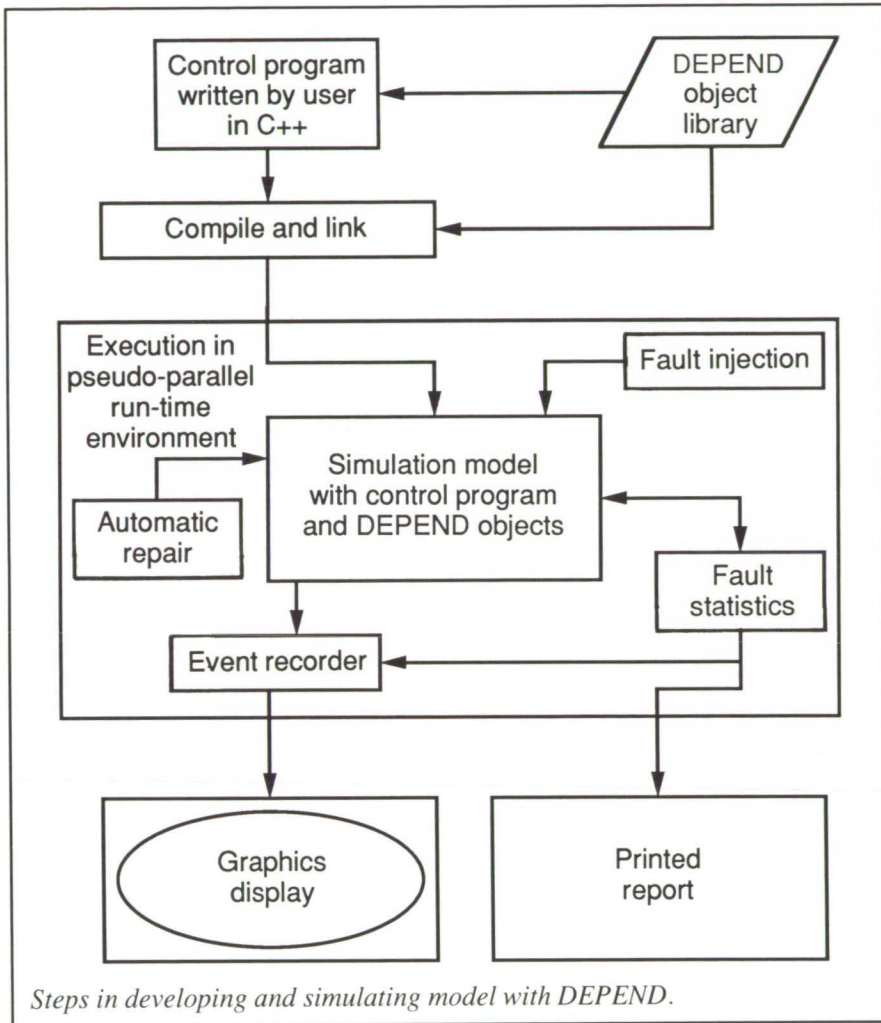 Control program
written by user
in C++
DEPEND
object
library
Compile and link
Execution in
pseudo-parallel
run-time
environment
Fault injection
Simulation model
with control program
and DEPEND objects
Automatic
repair
Fault
statistics
Event recorder
Graphics
display
Printed
report
Steps in developing and simulating model with DEPEND.